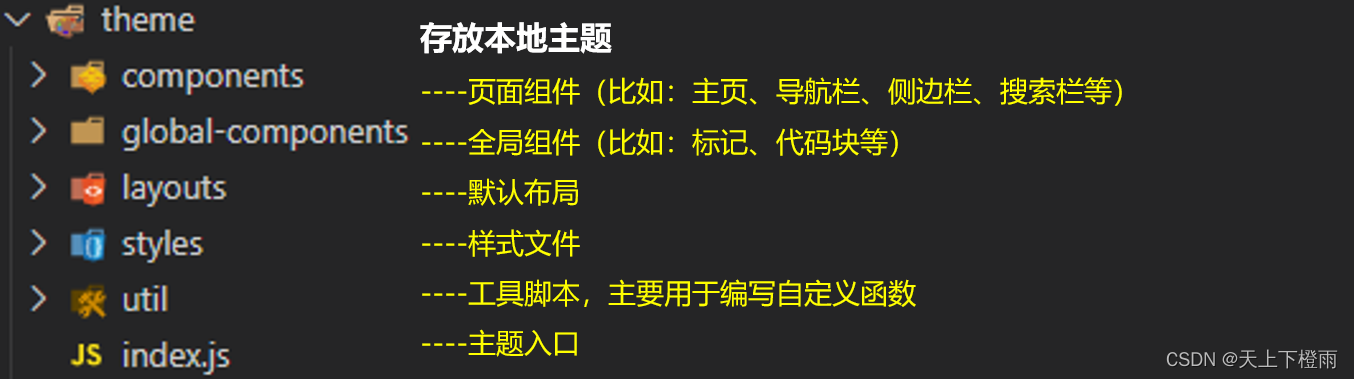 theme 存放本地主题
components ----页面组件（比如：主页、导航栏、侧边栏、搜索栏等）
global-components ----全局组件（比如：标记、代码块等）
layouts ----默认布局
styles ----样式文件
util ----工具脚本，主要用于编写自定义函数
JS index.js ----主题入口
CSDN @天上下橙雨